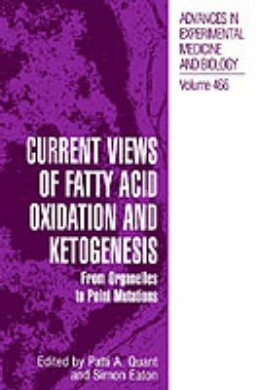 ADVANCES IN
EXPERIMENTAL
MEDICINE
AND BIOLOGY
Volume 466
CURRENT VIEWS
OF FATTY ACID
OXIDATION AND
KETOGENESIS
From Organelles
to Point Mutations
Edited by Patti A. Quant
and Simon Eaton